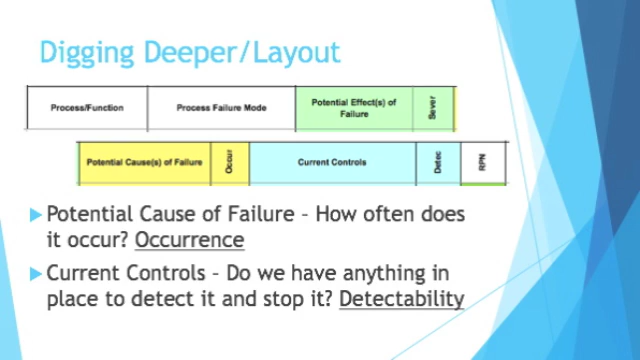 Digging Deeper/Layout
Process/Function Process Failure Mode Potential Effect(s) of Failure Sever
Potential Cause(s) of Failure Occur Current Controls Detec RPN
Potential Cause of Failure – How often does
it occur? Occurrence
Current Controls – Do we have anything in
place to detect it and stop it? Detectability